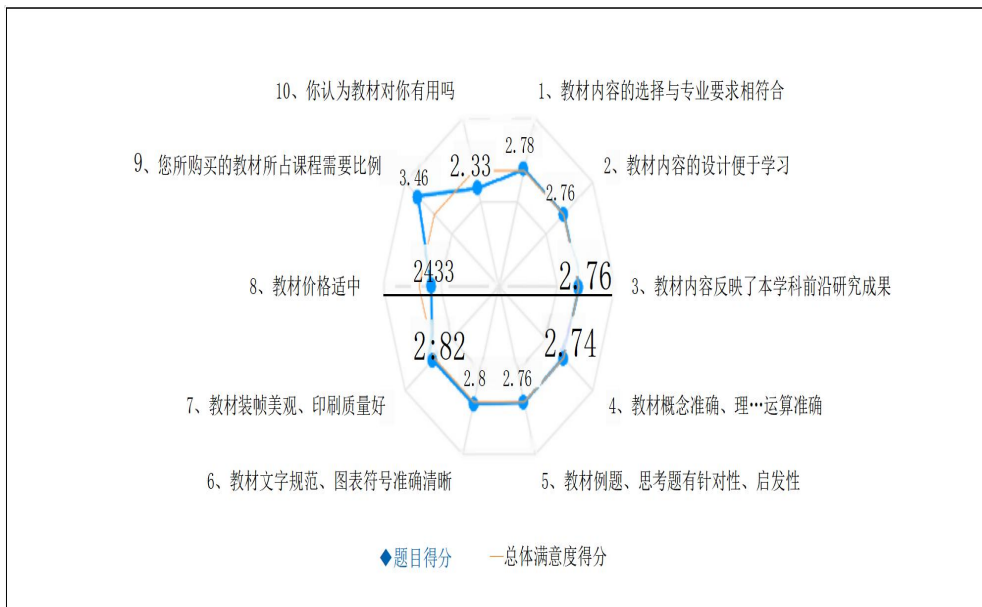 10、你认为教材对你有用吗
1、教材内容的选择与专业要求相符合
2.78
9、您所购买的教材所占课程需要比例
3.46
2.33
2、教材内容的设计便于学习
2.76
8、教材价格适中
2433
2.76
3、教材内容反映了本学科前沿研究成果
2:82
2.74
7、教材装帧美观、印刷质量好
2.8
2.76
4、教材概念准确、理…运算准确
6、教材文字规范、图表符号准确清晰
5、教材例题、思考题有针对性、启发性
题目得分
总体满意度得分